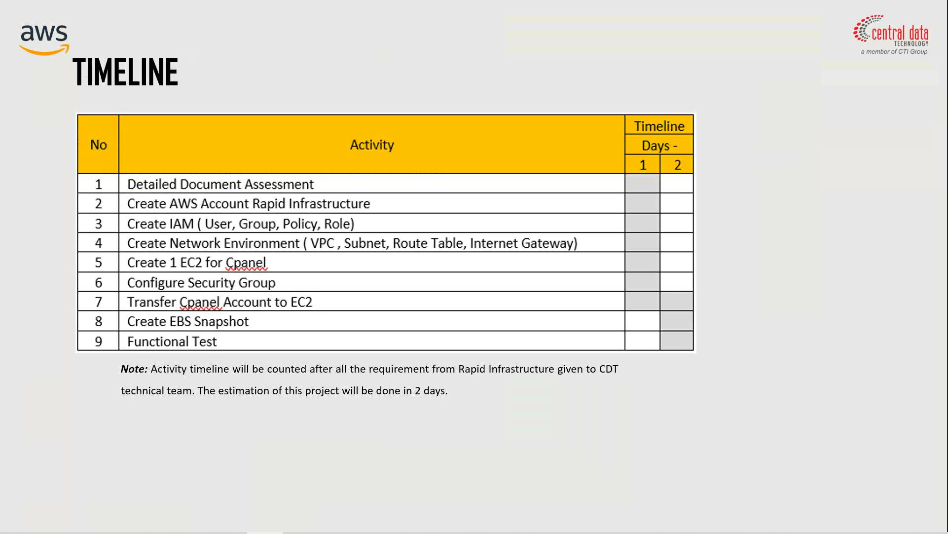 aws
central data
TECHNOLOGY
a member of CTI Group
TIMELINE
No Activity Timeline
Days -
1 2
1 Detailed Document Assessment
2 Create AWS Account Rapid Infrastructure
3 Create IAM ( User, Group, Policy, Role)
4 Create Network Environment ( VPC , Subnet, Route Table, Internet Gateway)
5 Create 1 EC2 for Cpanel
6 Configure Security Group
7 Transfer Cpanel Account to EC2
8 Create EBS Snapshot
9 Functional Test
Note: Activity timeline will be counted after all the requirement from Rapid Infrastructure given to CDT
technical team. The estimation of this project will be done in 2 days.